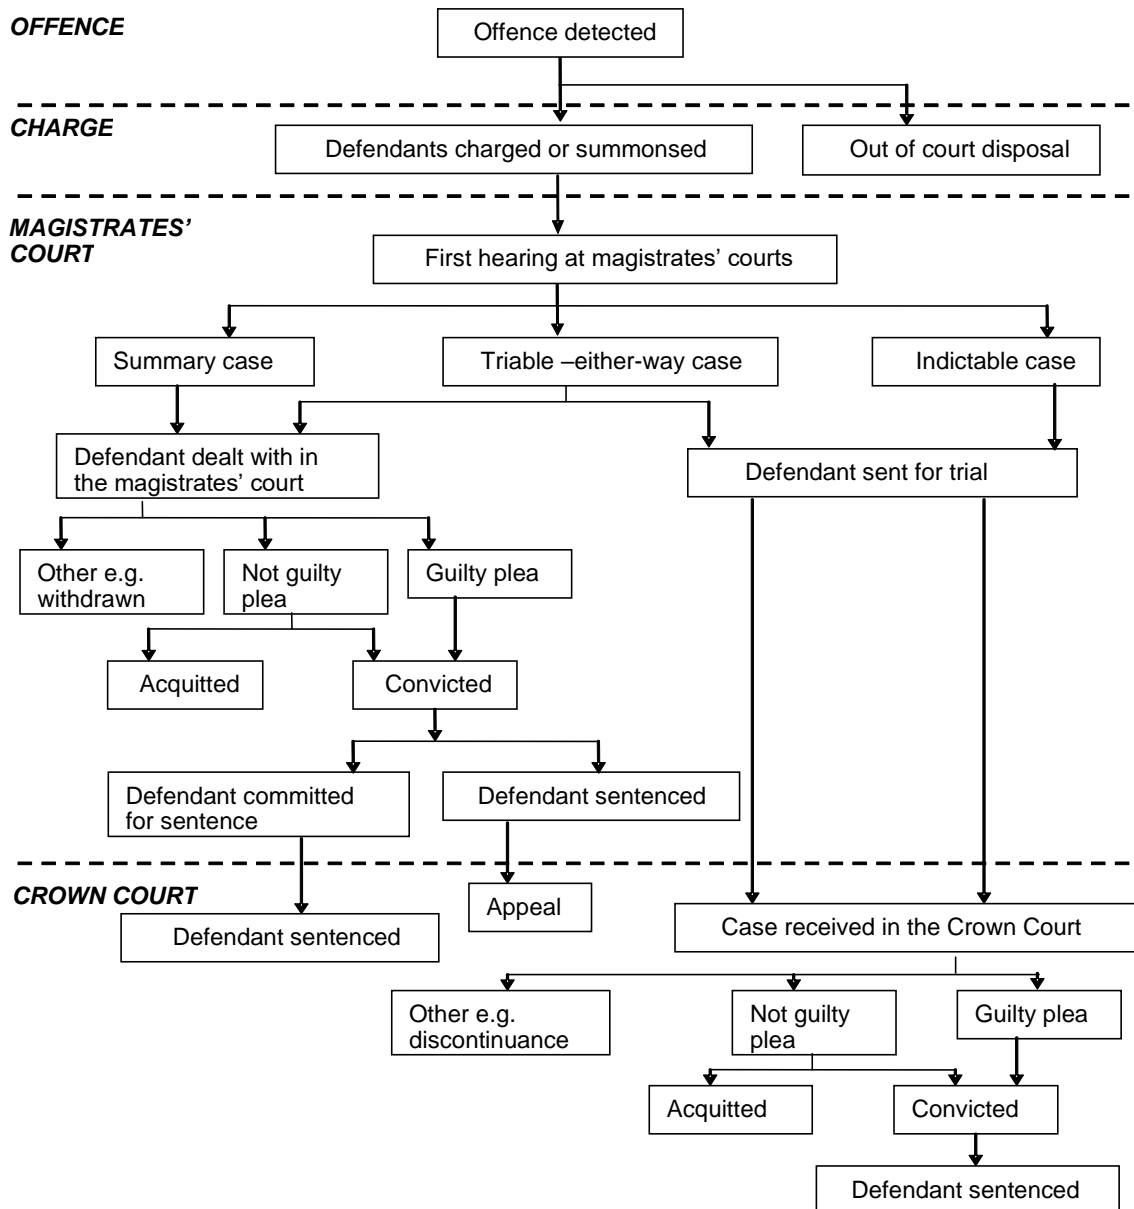 OFFENCE
Offence detected
CHARGE
Defendants charged or summonsed
Out of court disposal
MAGISTRATES’
COURT
First hearing at magistrates’ courts
Summary case
Triable –either-way case
Indictable case
Defendant dealt with in
the magistrates’ court
Defendant sent for trial
Other e.g.
withdrawn
Not guilty
plea
Guilty plea
Acquitted
Convicted
Defendant committed
for sentence
Defendant sentenced
CROWN COURT
Appeal
Defendant sentenced
Case received in the Crown Court
Other e.g.
discontinuance
Not guilty
plea
Guilty plea
Acquitted
Convicted
Defendant sentenced